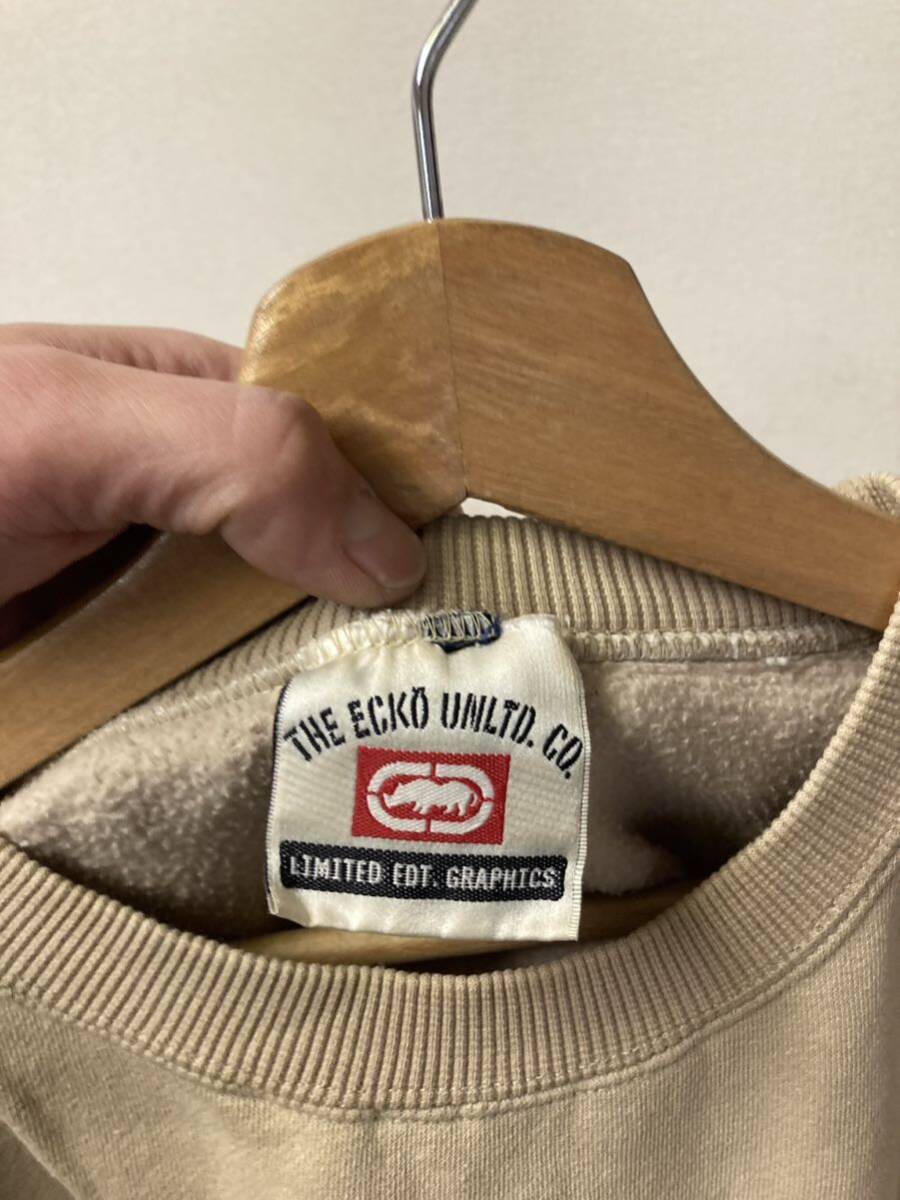 THE ECKŌ UNLTD. CO.
LIMITED EDT. GRAPHICS